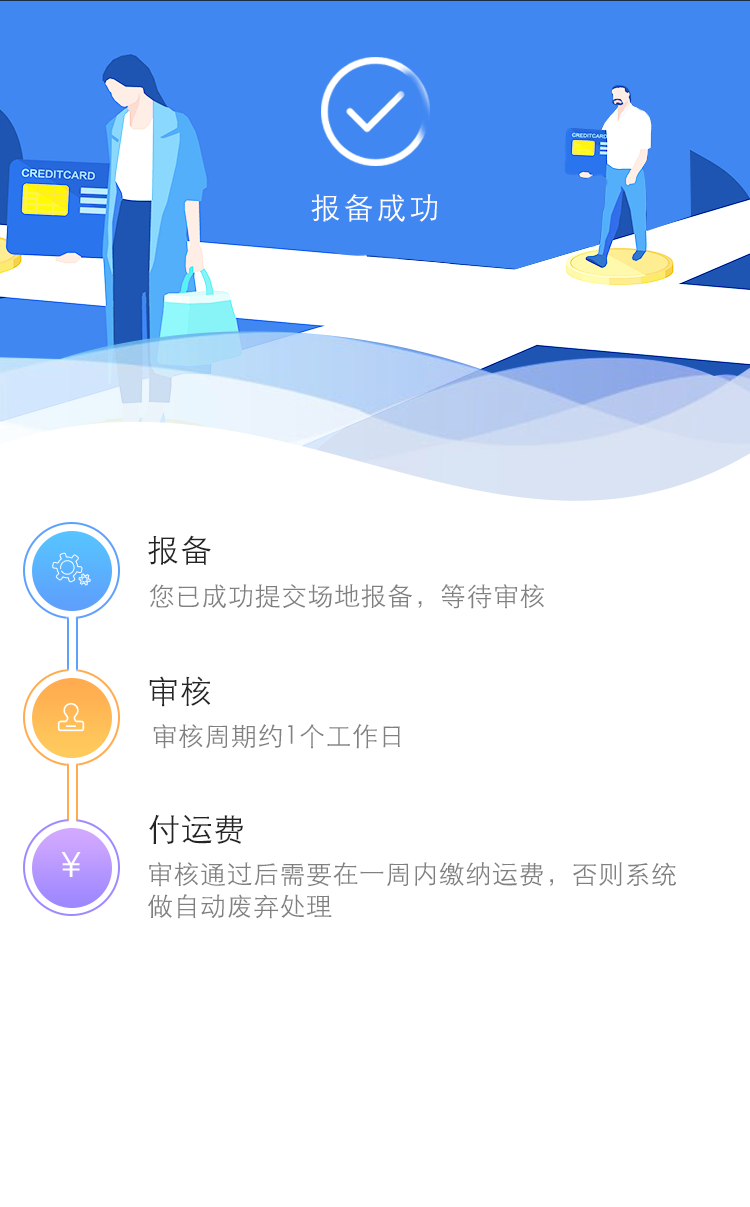 CREDITCARD
CREDITCARD
报备成功
报备
您已成功提交场地报备，等待审核
审核
审核周期约1个工作日
¥
付运费
审核通过后需要在一周内缴纳运费，否则系统
做自动废弃处理